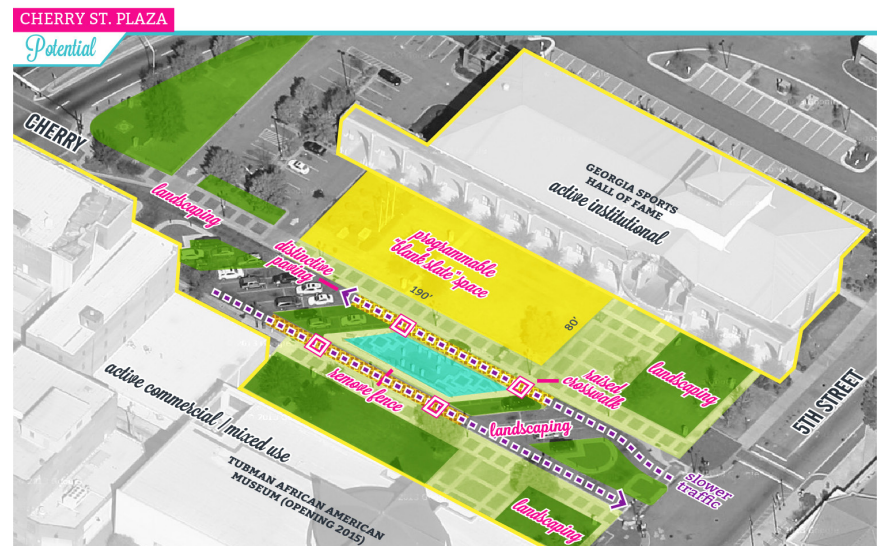 CHERRY ST. PLAZA
Potential
CHERRY
landscaping
GEORGIA SPORTS
HALL OF FAME
active institutional
programmable
"blank slate" space
distinctive
paving
190'
80'
raised
crosswalk
landscaping
remove fence
landscaping
5TH STREET
active commercial / mixed use
slower
traffic
TUBMAN AFRICAN AMERICAN
MUSEUM (OPENING 2015)
landscaping